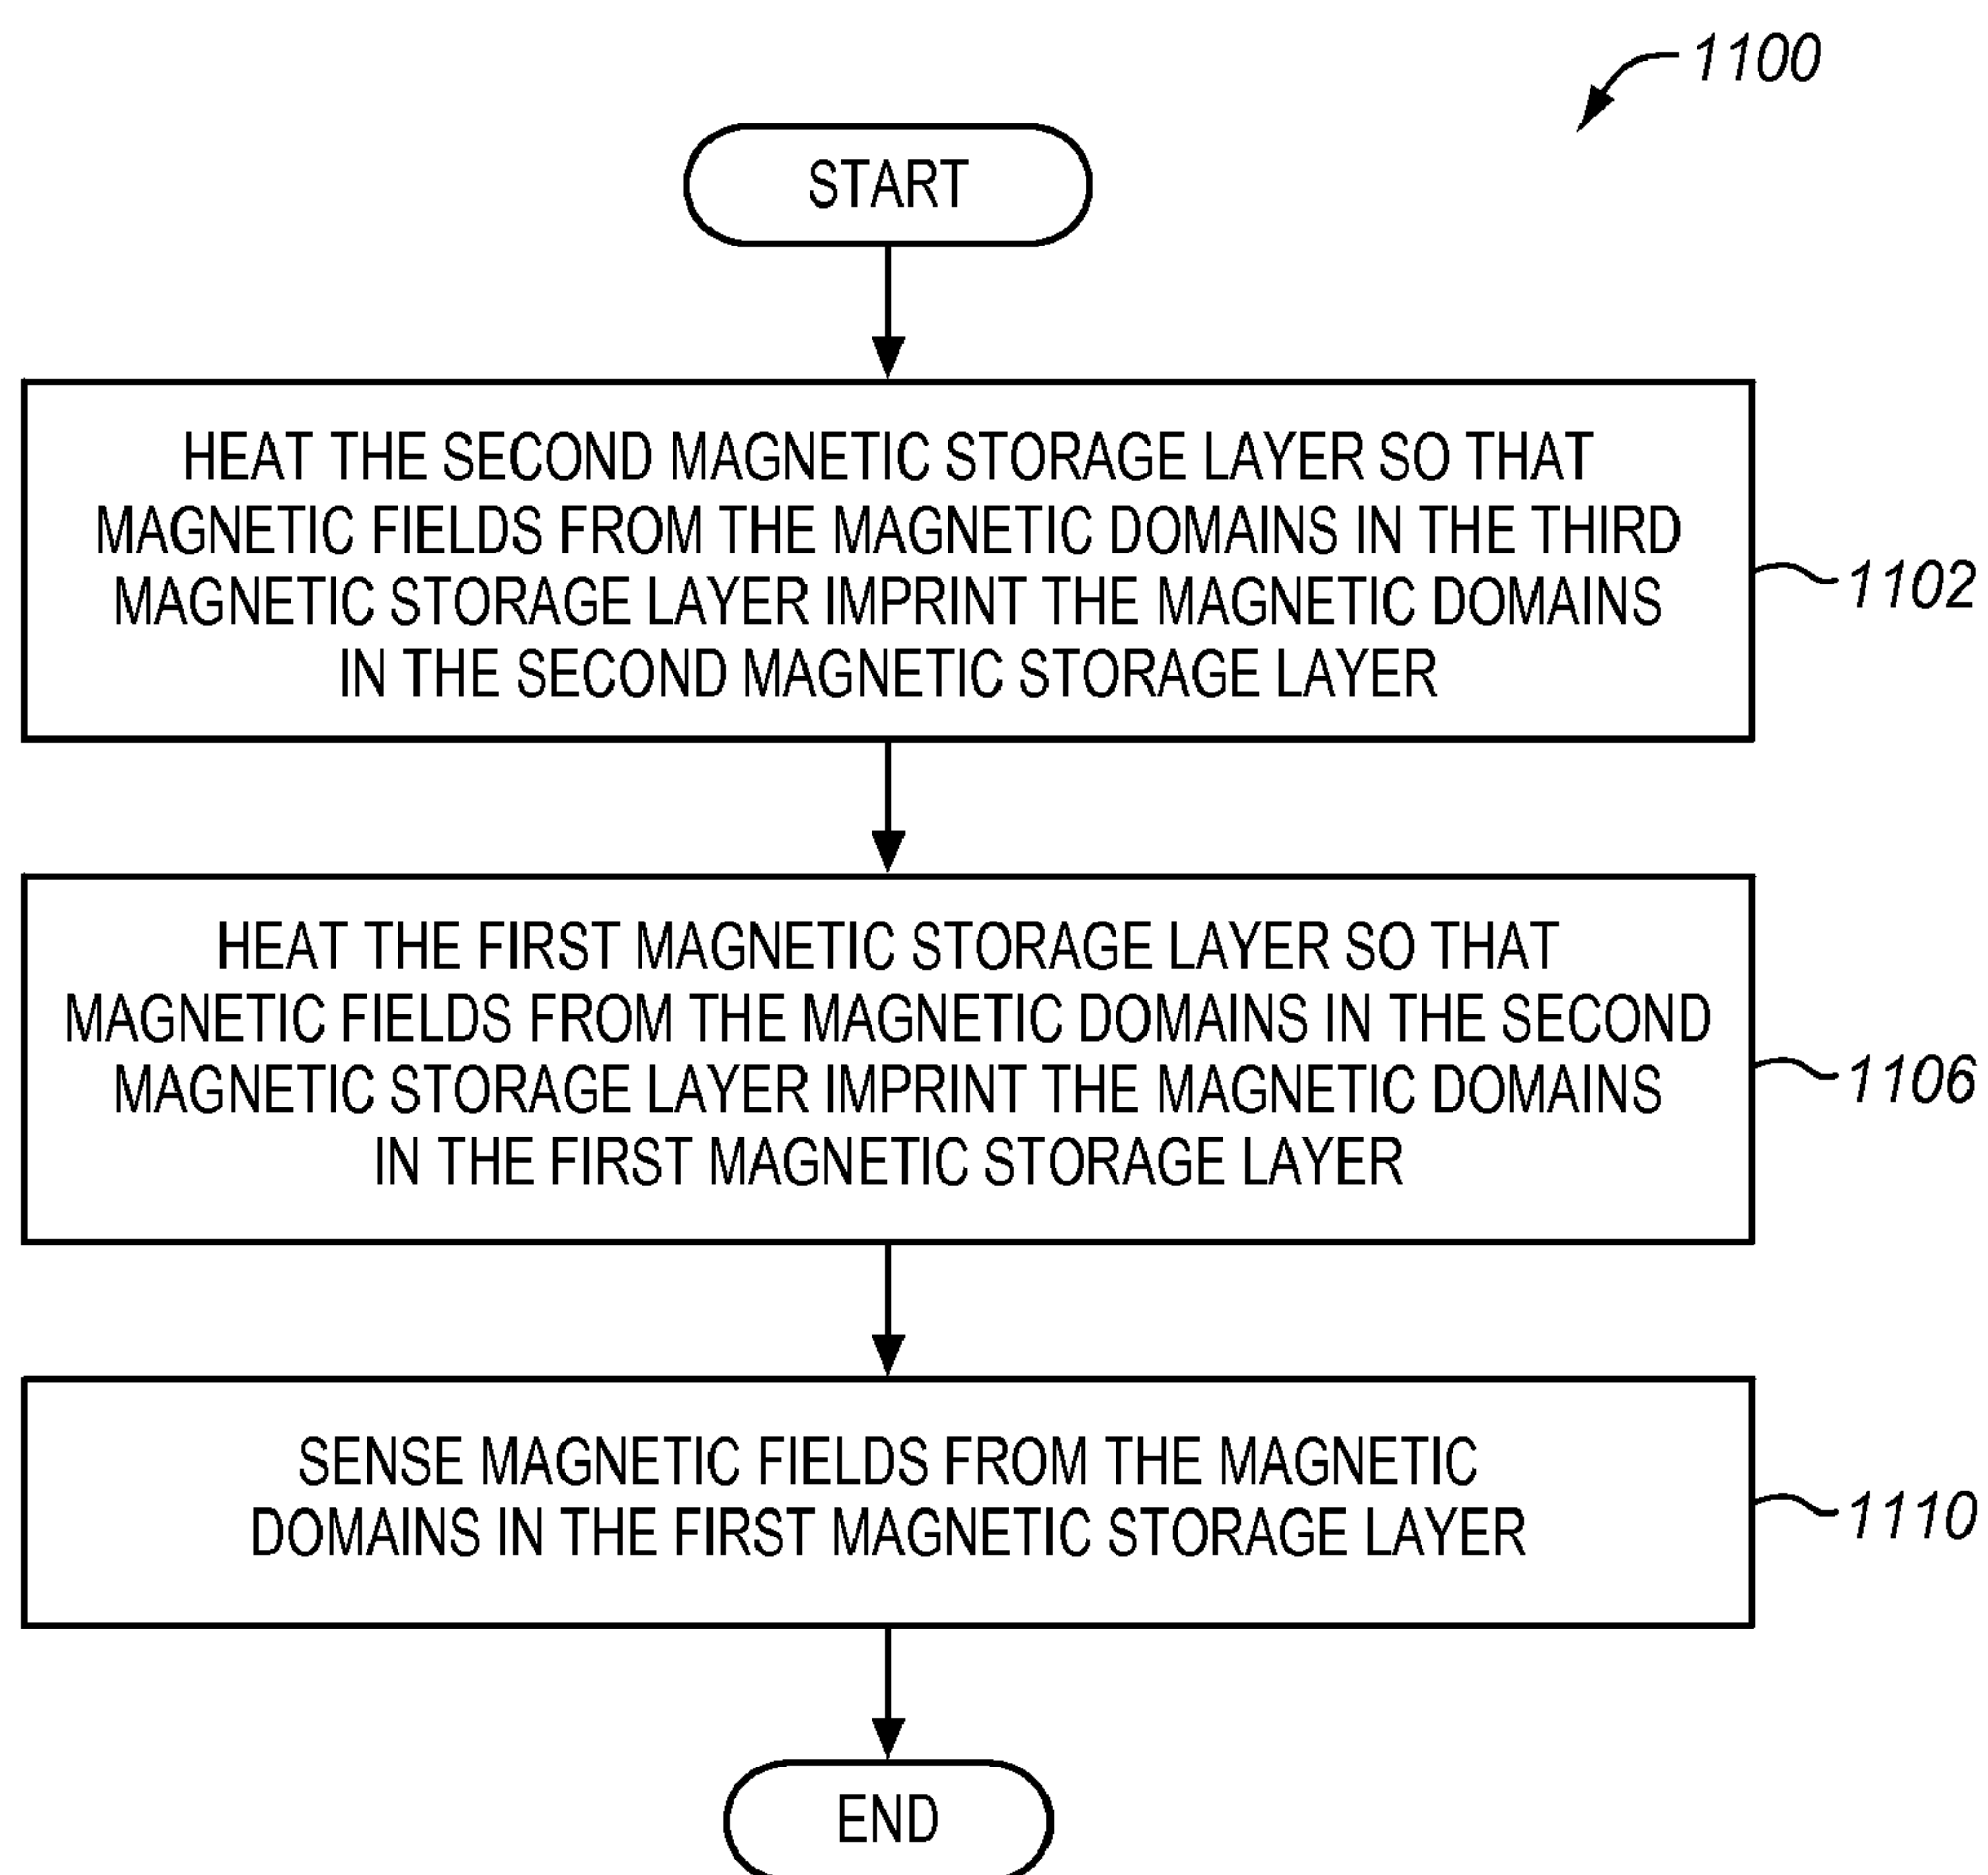 1100
START
HEAT THE SECOND MAGNETIC STORAGE LAYER SO THAT
MAGNETIC FIELDS FROM THE MAGNETIC DOMAINS IN THE THIRD
MAGNETIC STORAGE LAYER IMPRINT THE MAGNETIC DOMAINS
IN THE SECOND MAGNETIC STORAGE LAYER
1102
HEAT THE FIRST MAGNETIC STORAGE LAYER SO THAT
MAGNETIC FIELDS FROM THE MAGNETIC DOMAINS IN THE SECOND
MAGNETIC STORAGE LAYER IMPRINT THE MAGNETIC DOMAINS
IN THE FIRST MAGNETIC STORAGE LAYER
1106
SENSE MAGNETIC FIELDS FROM THE MAGNETIC
DOMAINS IN THE FIRST MAGNETIC STORAGE LAYER
1110
END